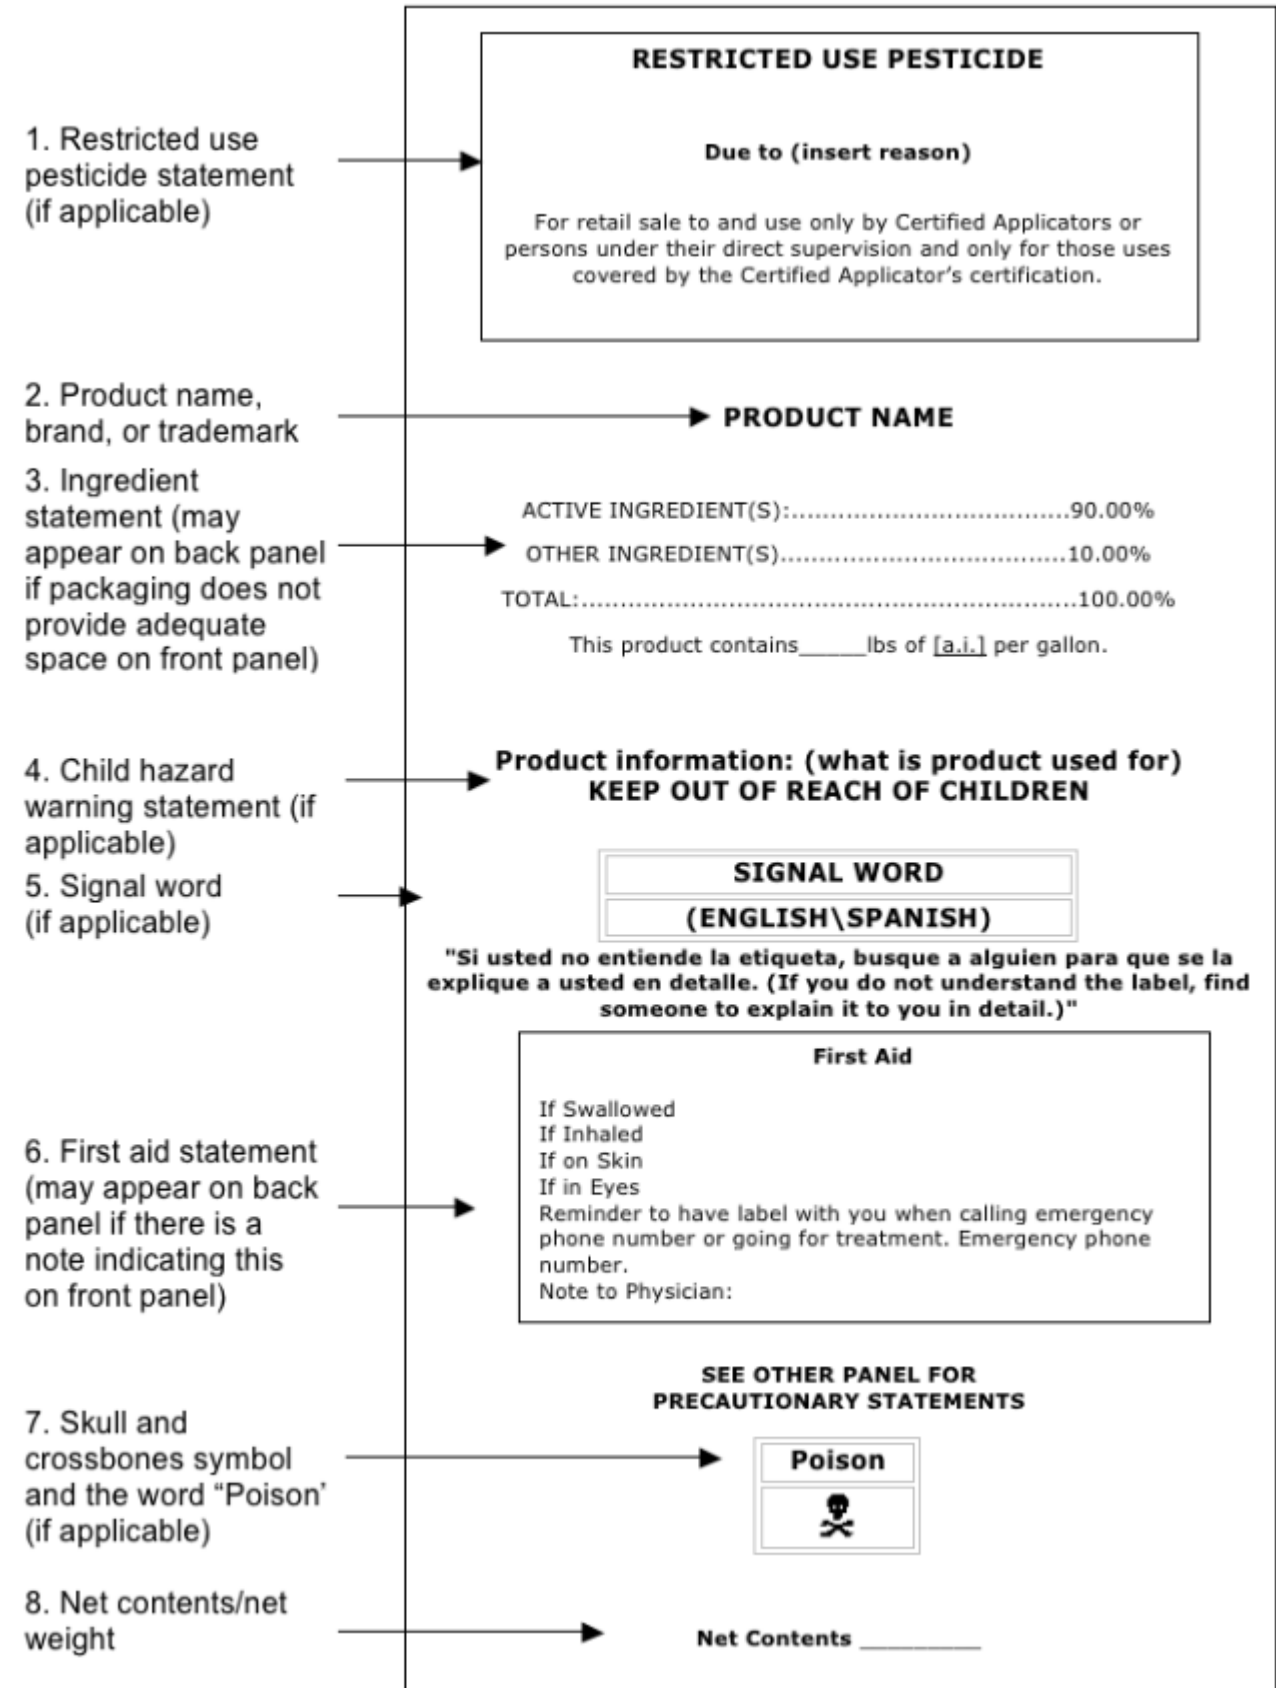 1. Restricted use
pesticide statement
(if applicable)
RESTRICTED USE PESTICIDE
Due to (insert reason)
For retail sale to and use only by Certified Applicators or
persons under their direct supervision and only for those uses
covered by the Certified Applicator's certification.
2. Product name,
brand, or trademark
PRODUCT NAME
3. Ingredient
statement (may
appear on back panel
if packaging does not
provide adequate
space on front panel)
ACTIVE INGREDIENT(S):....................................90.00%
OTHER INGREDIENT(S).....................................10.00%
TOTAL:................................................................100.00%
This product contains_____lbs of [a.i.] per gallon.
4. Child hazard
warning statement (if
applicable)
Product information: (what is product used for)
KEEP OUT OF REACH OF CHILDREN
5. Signal word
(if applicable)
SIGNAL WORD
(ENGLISH\SPANISH)
"Si usted no entiende la etiqueta, busque a alguien para que se la
explique a usted en detalle. (If you do not understand the label, find
someone to explain it to you in detail.)"
6. First aid statement
(may appear on back
panel if there is a
note indicating this
on front panel)
First Aid
If Swallowed
If Inhaled
If on Skin
If in Eyes
Reminder to have label with you when calling emergency
phone number or going for treatment. Emergency phone
number.
Note to Physician:
SEE OTHER PANEL FOR
PRECAUTIONARY STATEMENTS
7. Skull and
crossbones symbol
and the word “Poison’
(if applicable)
Poison
8. Net contents/net
weight
Net Contents _________